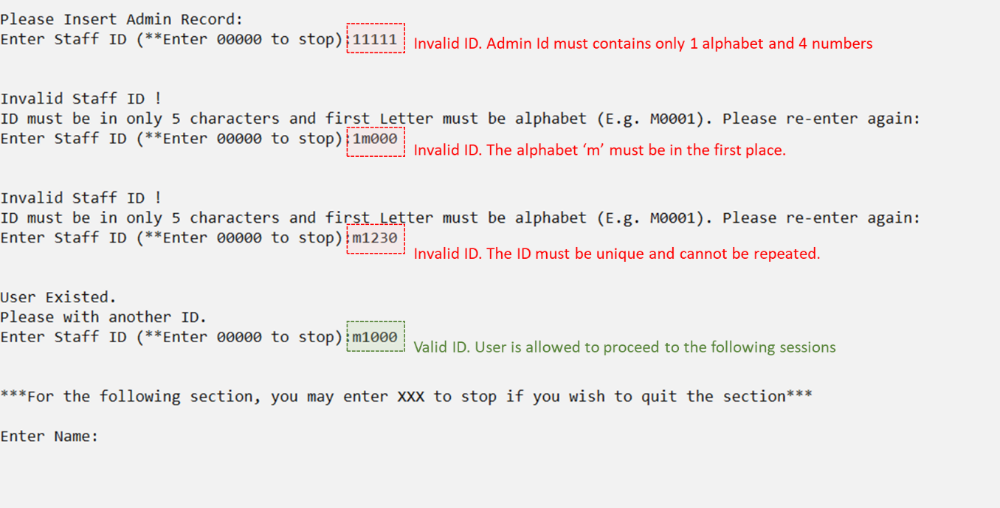 Please Insert Admin Record:
Enter Staff ID (**Enter 00000 to stop):11111 Invalid ID. Admin Id must contains only 1 alphabet and 4 numbers
Invalid Staff ID !
ID must be in only 5 characters and first Letter must be alphabet (E.g. M0001). Please re-enter again:
Enter Staff ID (**Enter 00000 to stop):1m000 Invalid ID. The alphabet ‘m’ must be in the first place.
Invalid Staff ID !
ID must be in only 5 characters and first Letter must be alphabet (E.g. M0001). Please re-enter again:
Enter Staff ID (**Enter 00000 to stop):m1230 Invalid ID. The ID must be unique and cannot be repeated.
User Existed.
Please with another ID.
Enter Staff ID (**Enter 00000 to stop):m1000 Valid ID. User is allowed to proceed to the following sessions
***For the following section, you may enter XXX to stop if you wish to quit the section***
Enter Name: